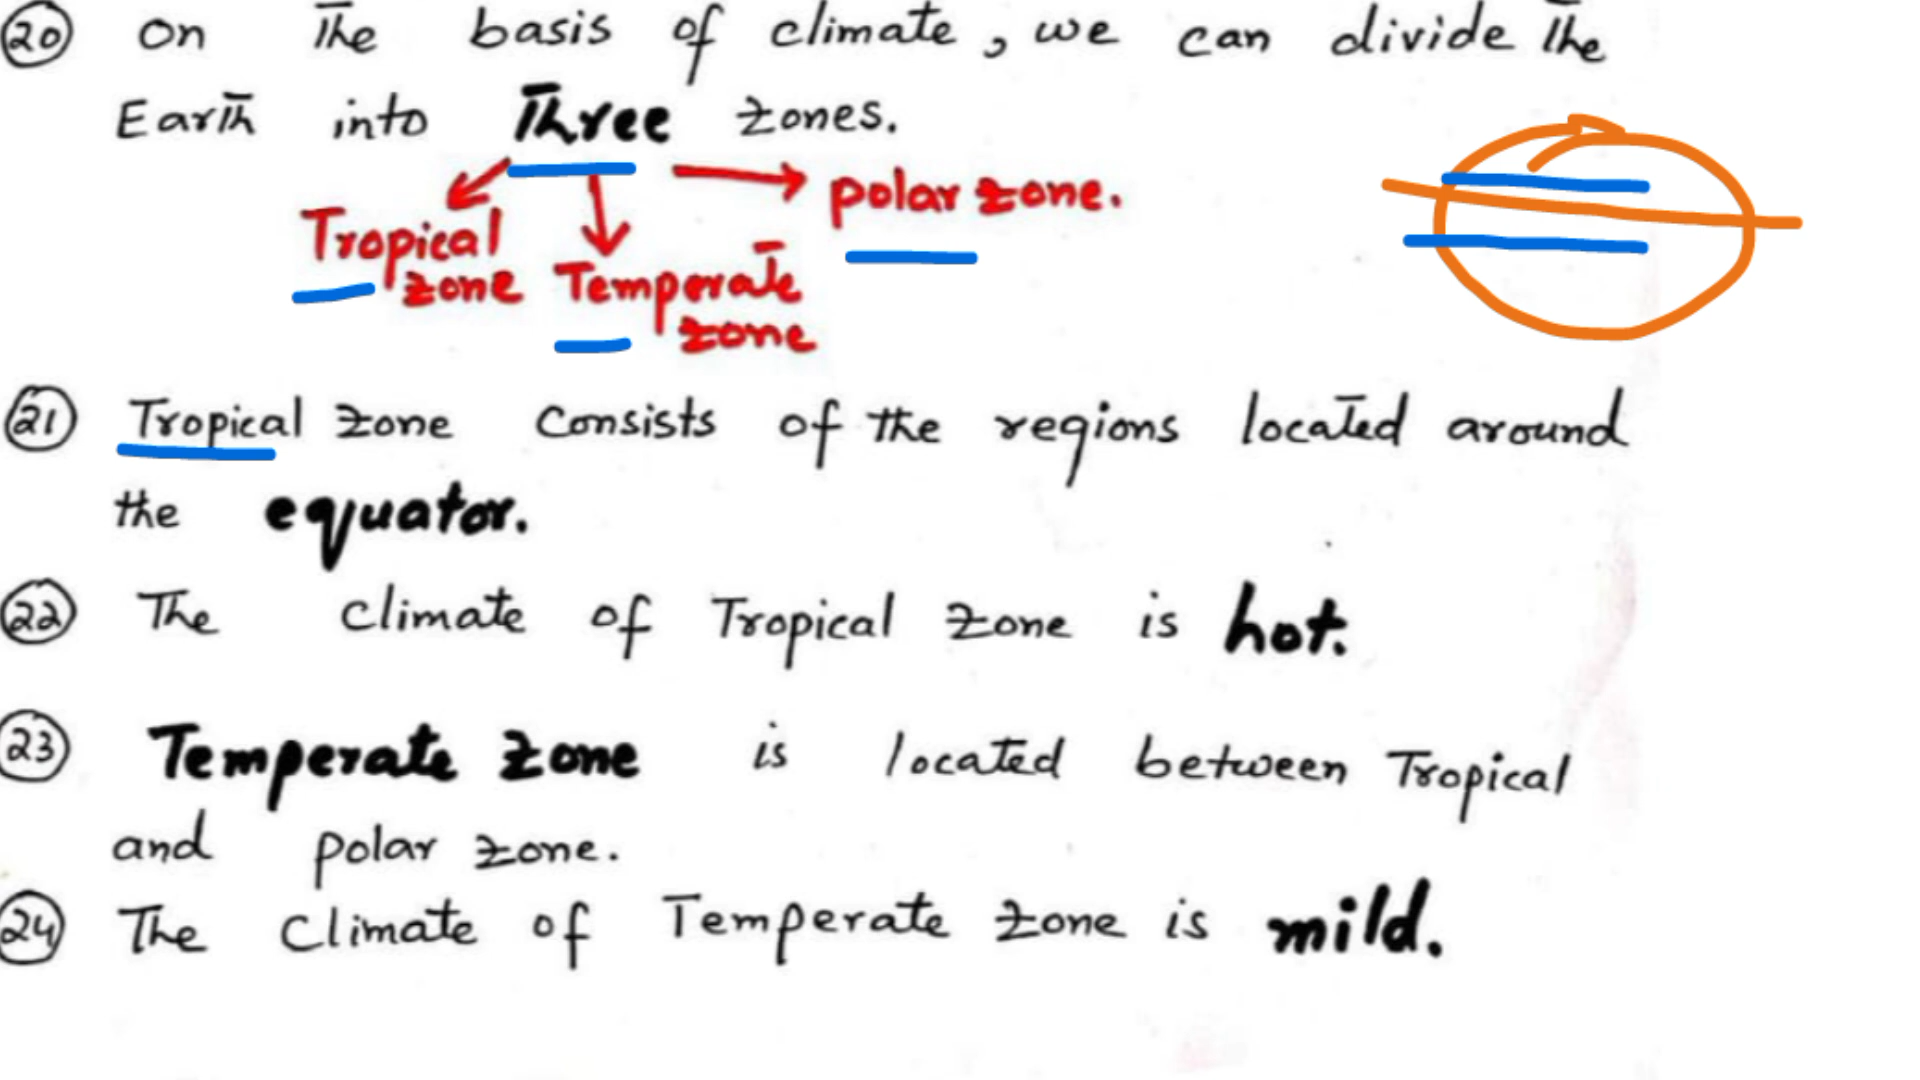 20 On the basis of climate, we can divide the
Earth into three zones.
Tropical zone
Temperate zone
polar zone.
21 Tropical zone consists of the regions located around
the equator.
22 The climate of Tropical zone is hot.
23 Temperate zone is located between Tropical
and polar zone.
24 The climate of Temperate zone is mild.